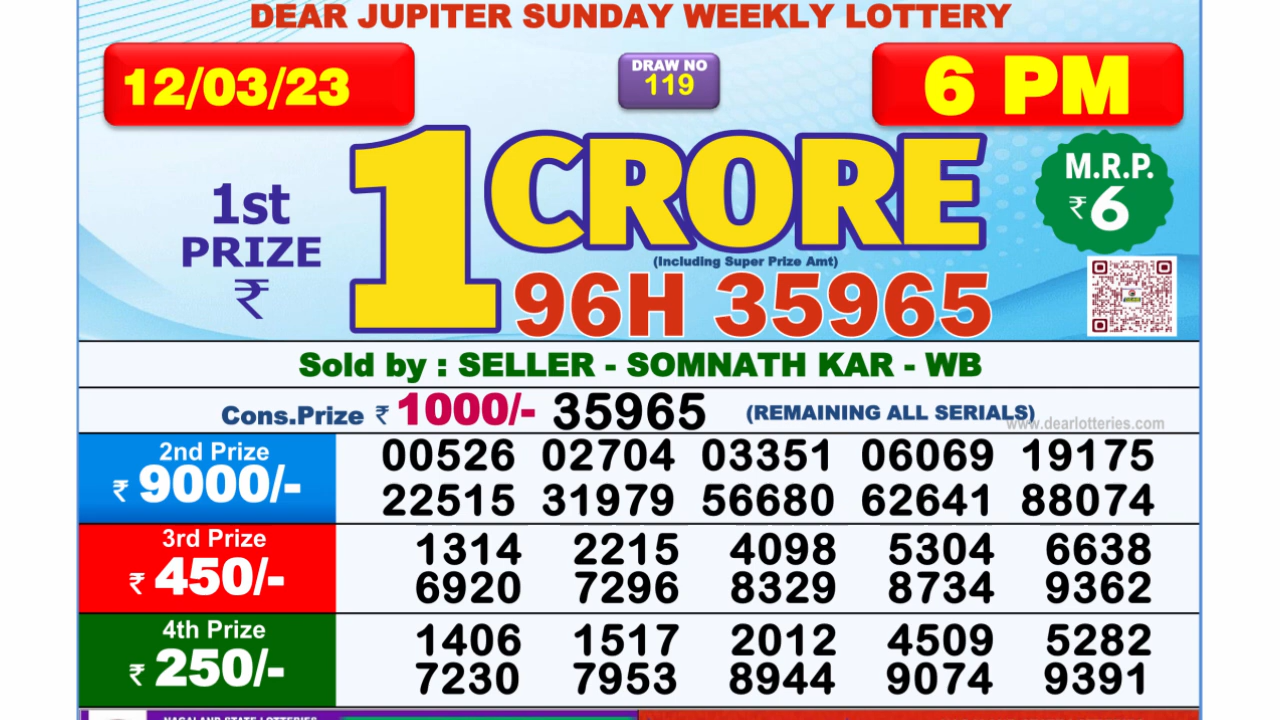 DEAR JUPITER SUNDAY WEEKLY LOTTERY
12/03/23
DRAW NO
119
6 PM
1st
PRIZE
₹
1 CRORE
(Including Super Prize Amt)
M.R.P.
₹6
96H 35965
Sold by : SELLER - SOMNATH KAR - WB
Cons.Prize ₹ 1000/- 35965 (REMAINING ALL SERIALS)
www.dearlotteries.com
2nd Prize
₹ 9000/-
00526 02704 03351 06069 19175
22515 31979 56680 62641 88074
3rd Prize
₹ 450/-
1314 2215 4098 5304 6638
6920 7296 8329 8734 9362
4th Prize
₹ 250/-
1406 1517 2012 4509 5282
7230 7953 8944 9074 9391
NAGALAND STATE LOTTERIES